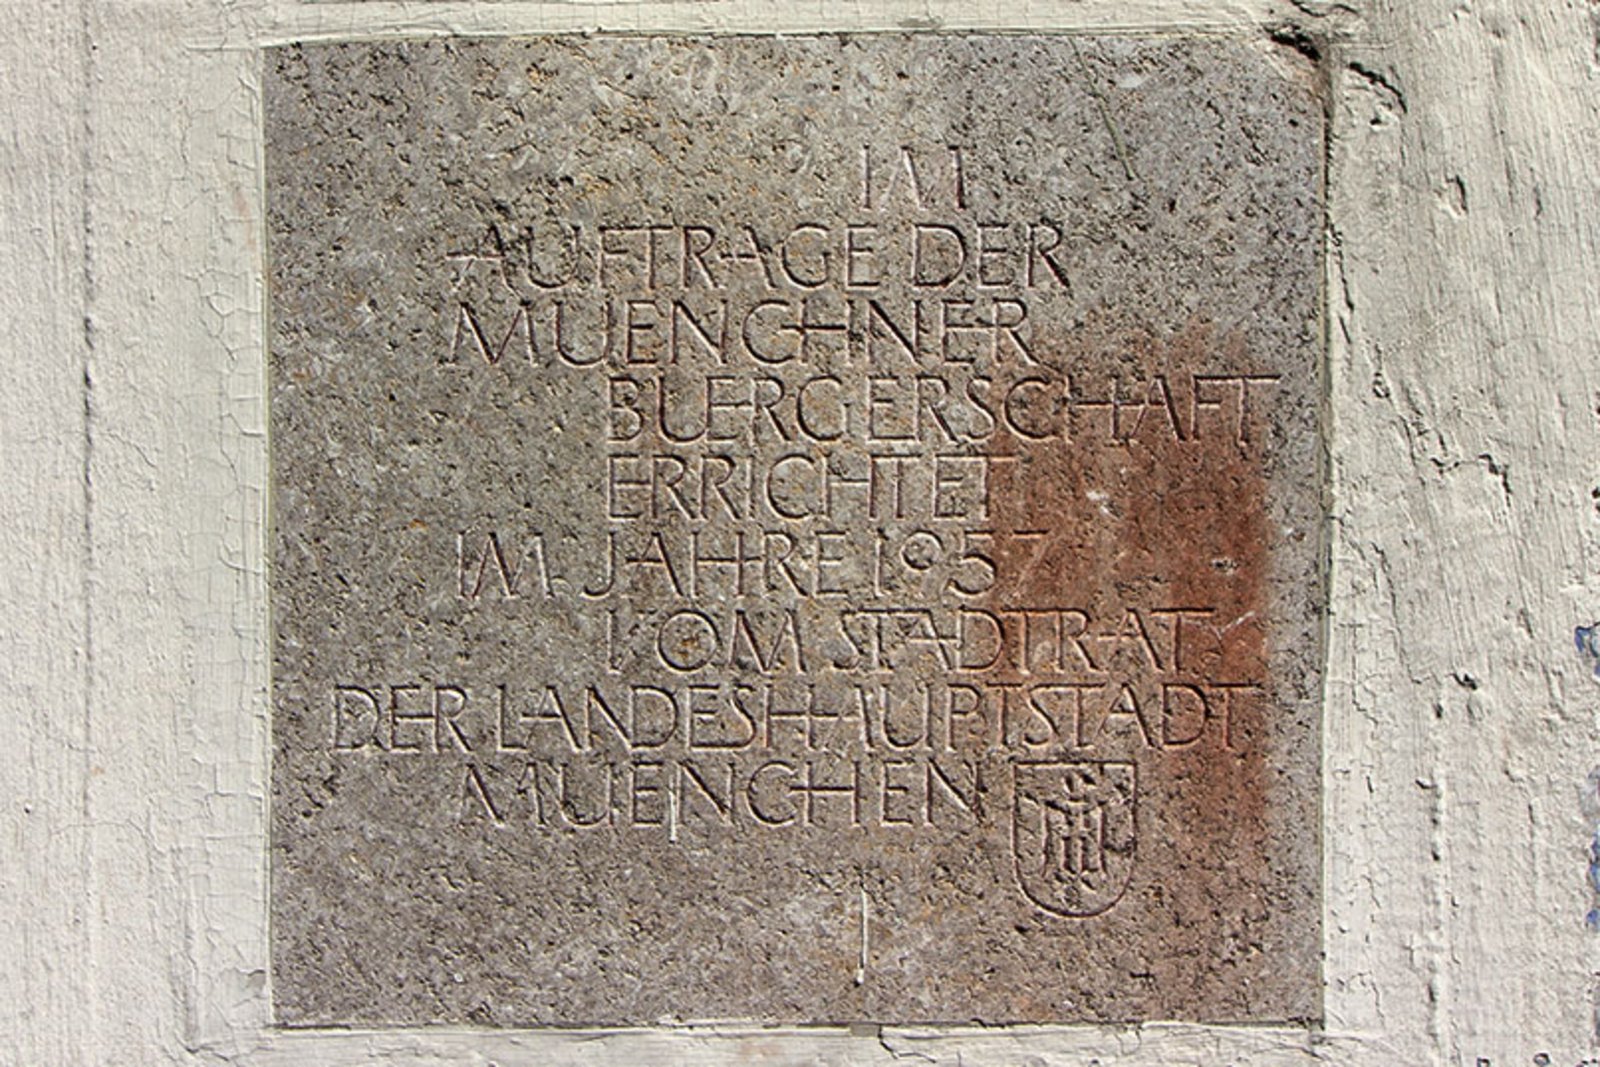 IM
AUFTRAGE DER
MUENCHNER
BUERGERSCHAFT
ERRICHTET
IM JAHRE 1957
VOM STADTRAT
DER LANDESHAUPTSTADT
MUENCHEN